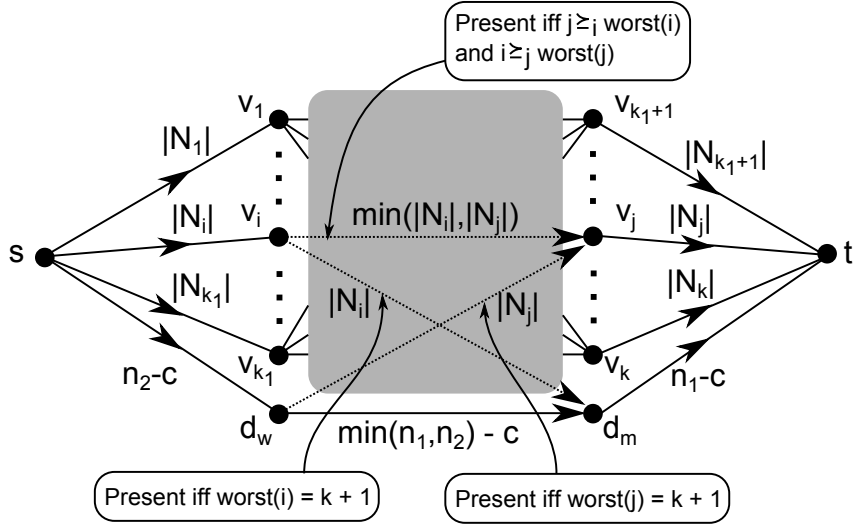 Present iff j ≽ᵢ worst(i)
and i ≽ⱼ worst(j)
v₁
vₖ₁₊₁
|N₁|
|Nₖ₁₊₁|
vᵢ
min(|Nᵢ|,|Nⱼ|)
vⱼ
|Nᵢ|
|Nⱼ|
s
t
|Nₖ₁|
|Nᵢ|
|Nⱼ|
|Nₖ|
vₖ₁
vₖ
n₂-c
n₁-c
d_w
min(n₁,n₂) - c
dₘ
Present iff worst(i) = k + 1
Present iff worst(j) = k + 1